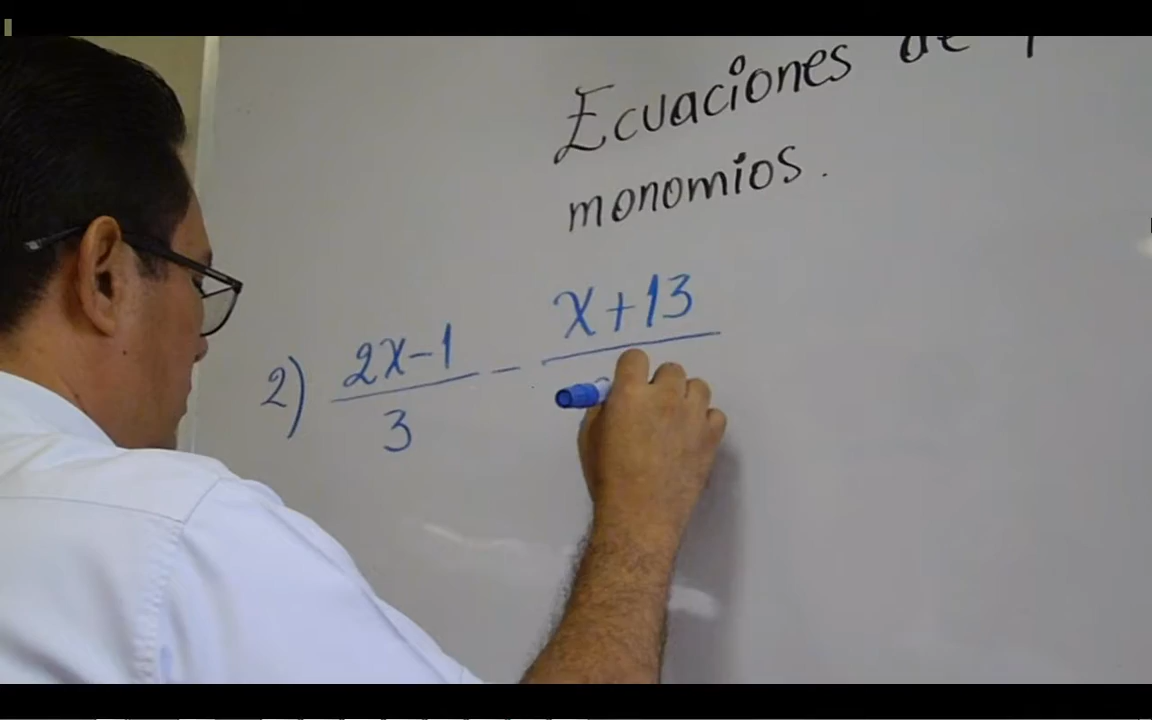 Ecuaciones de
monomios.
2) 2x-1 - x+13
3